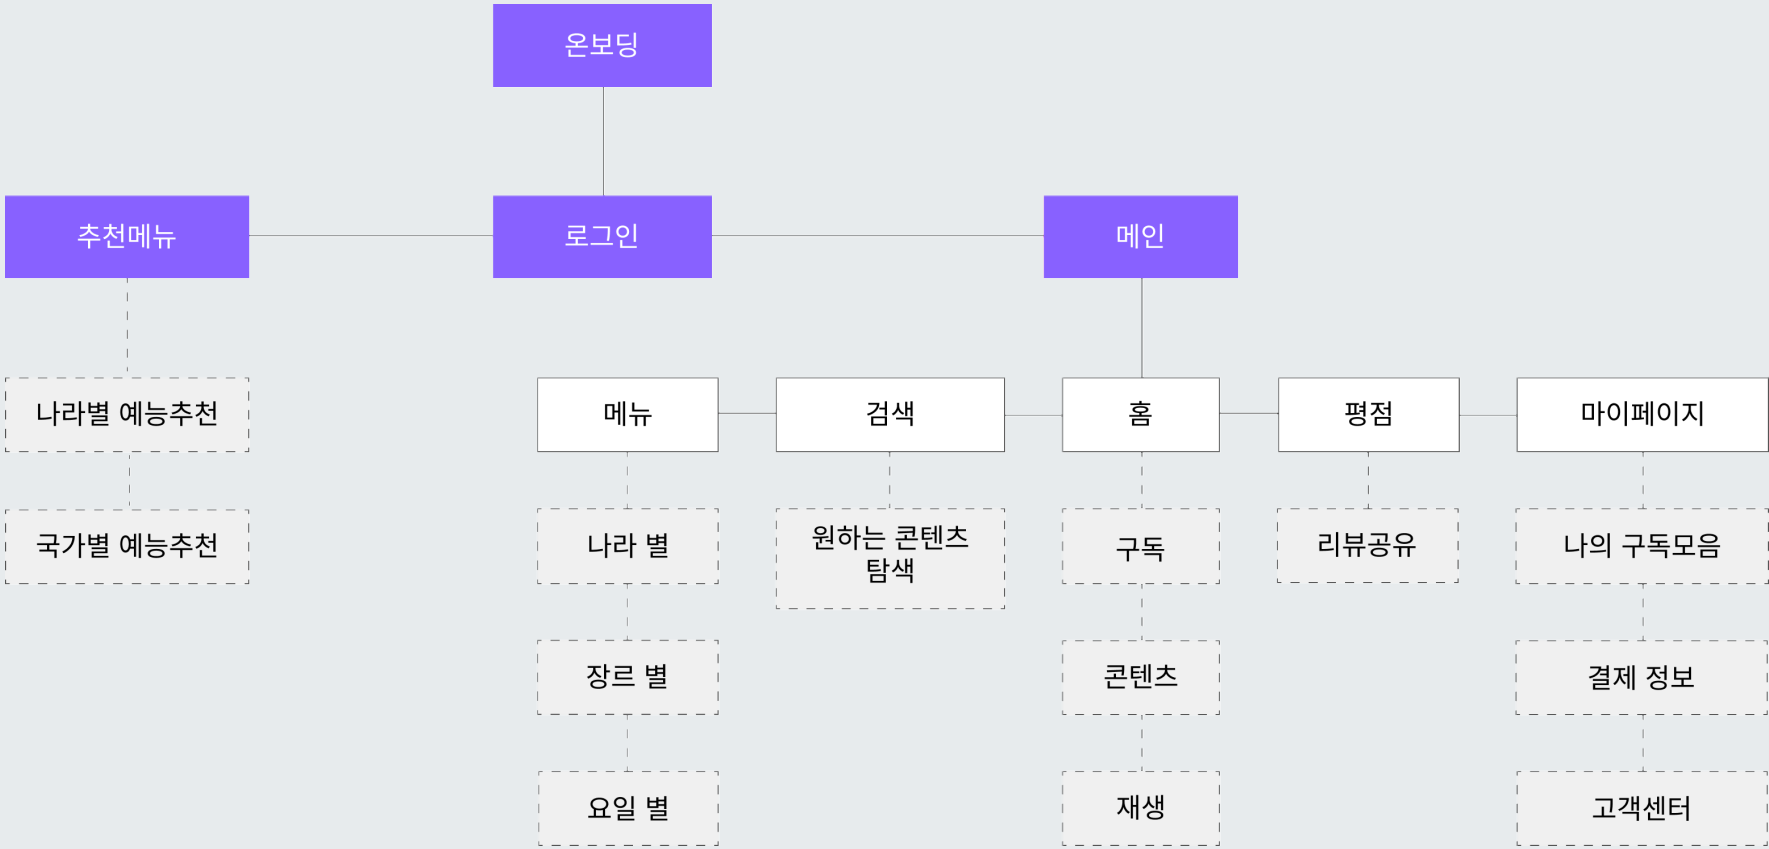 온보딩
추천메뉴
로그인
메인
나라별 예능추천
국가별 예능추천
메뉴
검색
홈
평점
마이페이지
나라 별
원하는 콘텐츠
탐색
구독
리뷰공유
나의 구독모음
장르 별
콘텐츠
결제 정보
요일 별
재생
고객센터